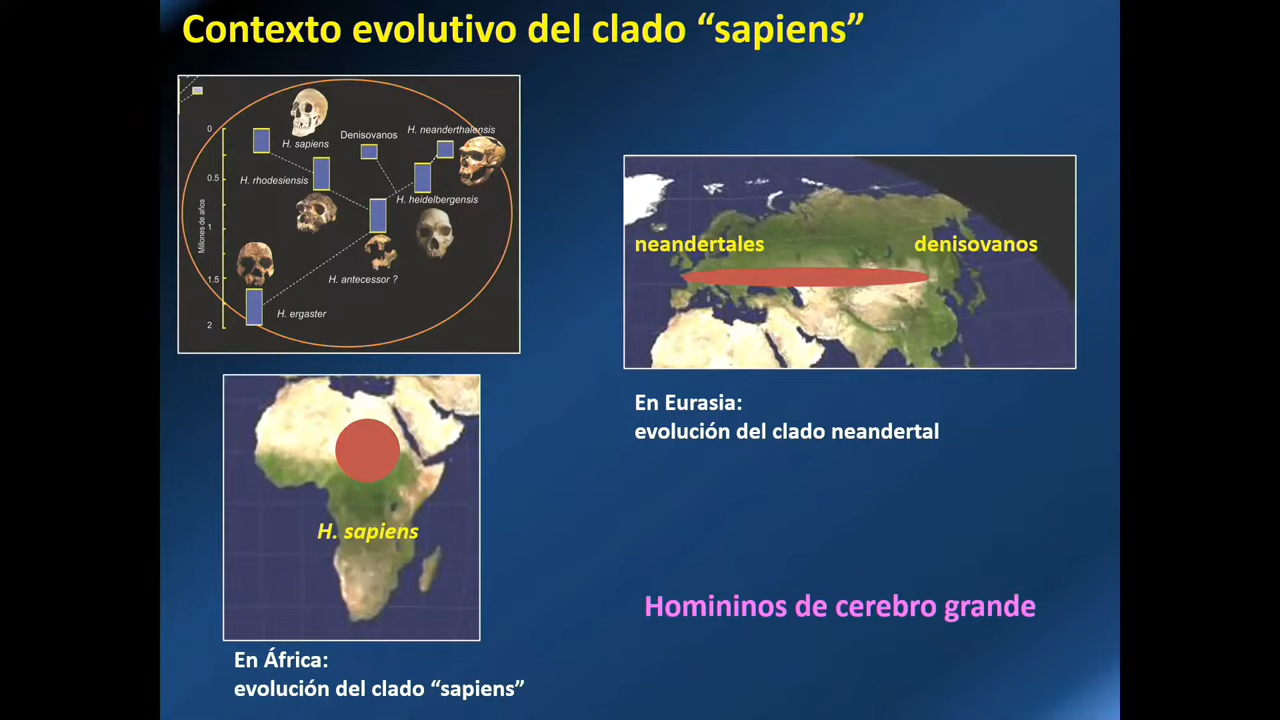 Contexto evolutivo del clado “sapiens”
0
0.5
1
1.5
2
Millones de años
H. sapiens
Denisovanos
H. neanderthalensis
H. rhodesiensis
H. heidelbergensis
H. antecessor ?
H. ergaster
neandertales
denisovanos
En Eurasia:
evolución del clado neandertal
H. sapiens
Homininos de cerebro grande
En África:
evolución del clado “sapiens”